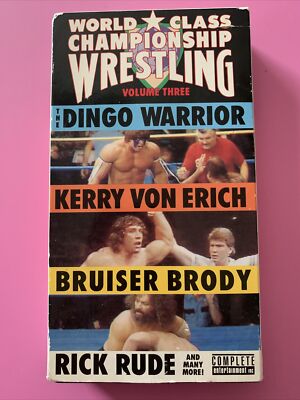 WORLD CLASS
CHAMPIONSHIP
WRESTLING
VOLUME THREE
THE DINGO WARRIOR
KERRY VON ERICH
BRUISER BRODY
RICK RUDE AND MANY MORE!
COMPLETE
entertainment inc